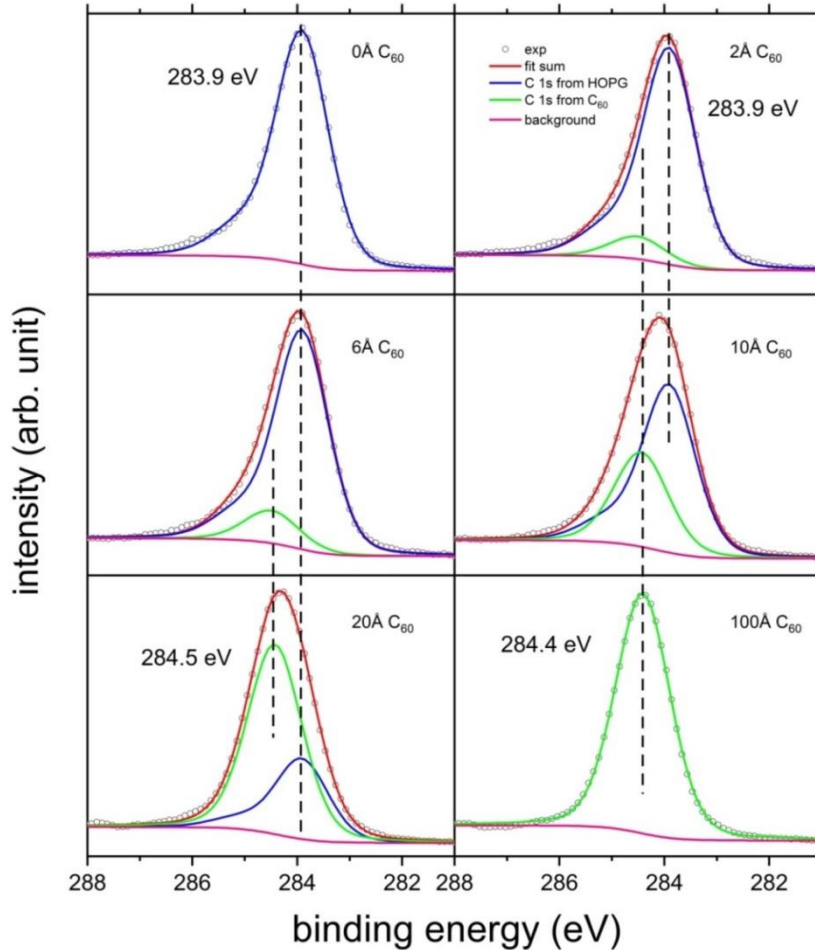 0Å C₆₀
283.9 eV
2Å C₆₀
exp
fit sum
C 1s from HOPG
C 1s from C₆₀
background
283.9 eV
6Å C₆₀
10Å C₆₀
20Å C₆₀
284.5 eV
100Å C₆₀
284.4 eV
intensity (arb. unit)
288 286 284 282 288 286 284 282
binding energy (eV)